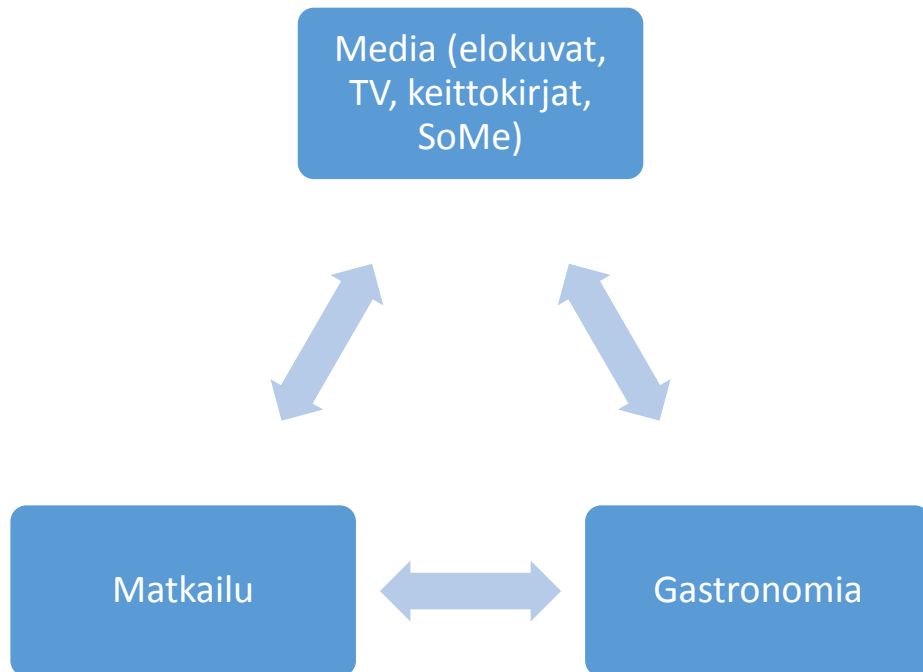 Media (elokuvat,
TV, keittokirjat,
SoMe)
Matkailu
Gastronomia